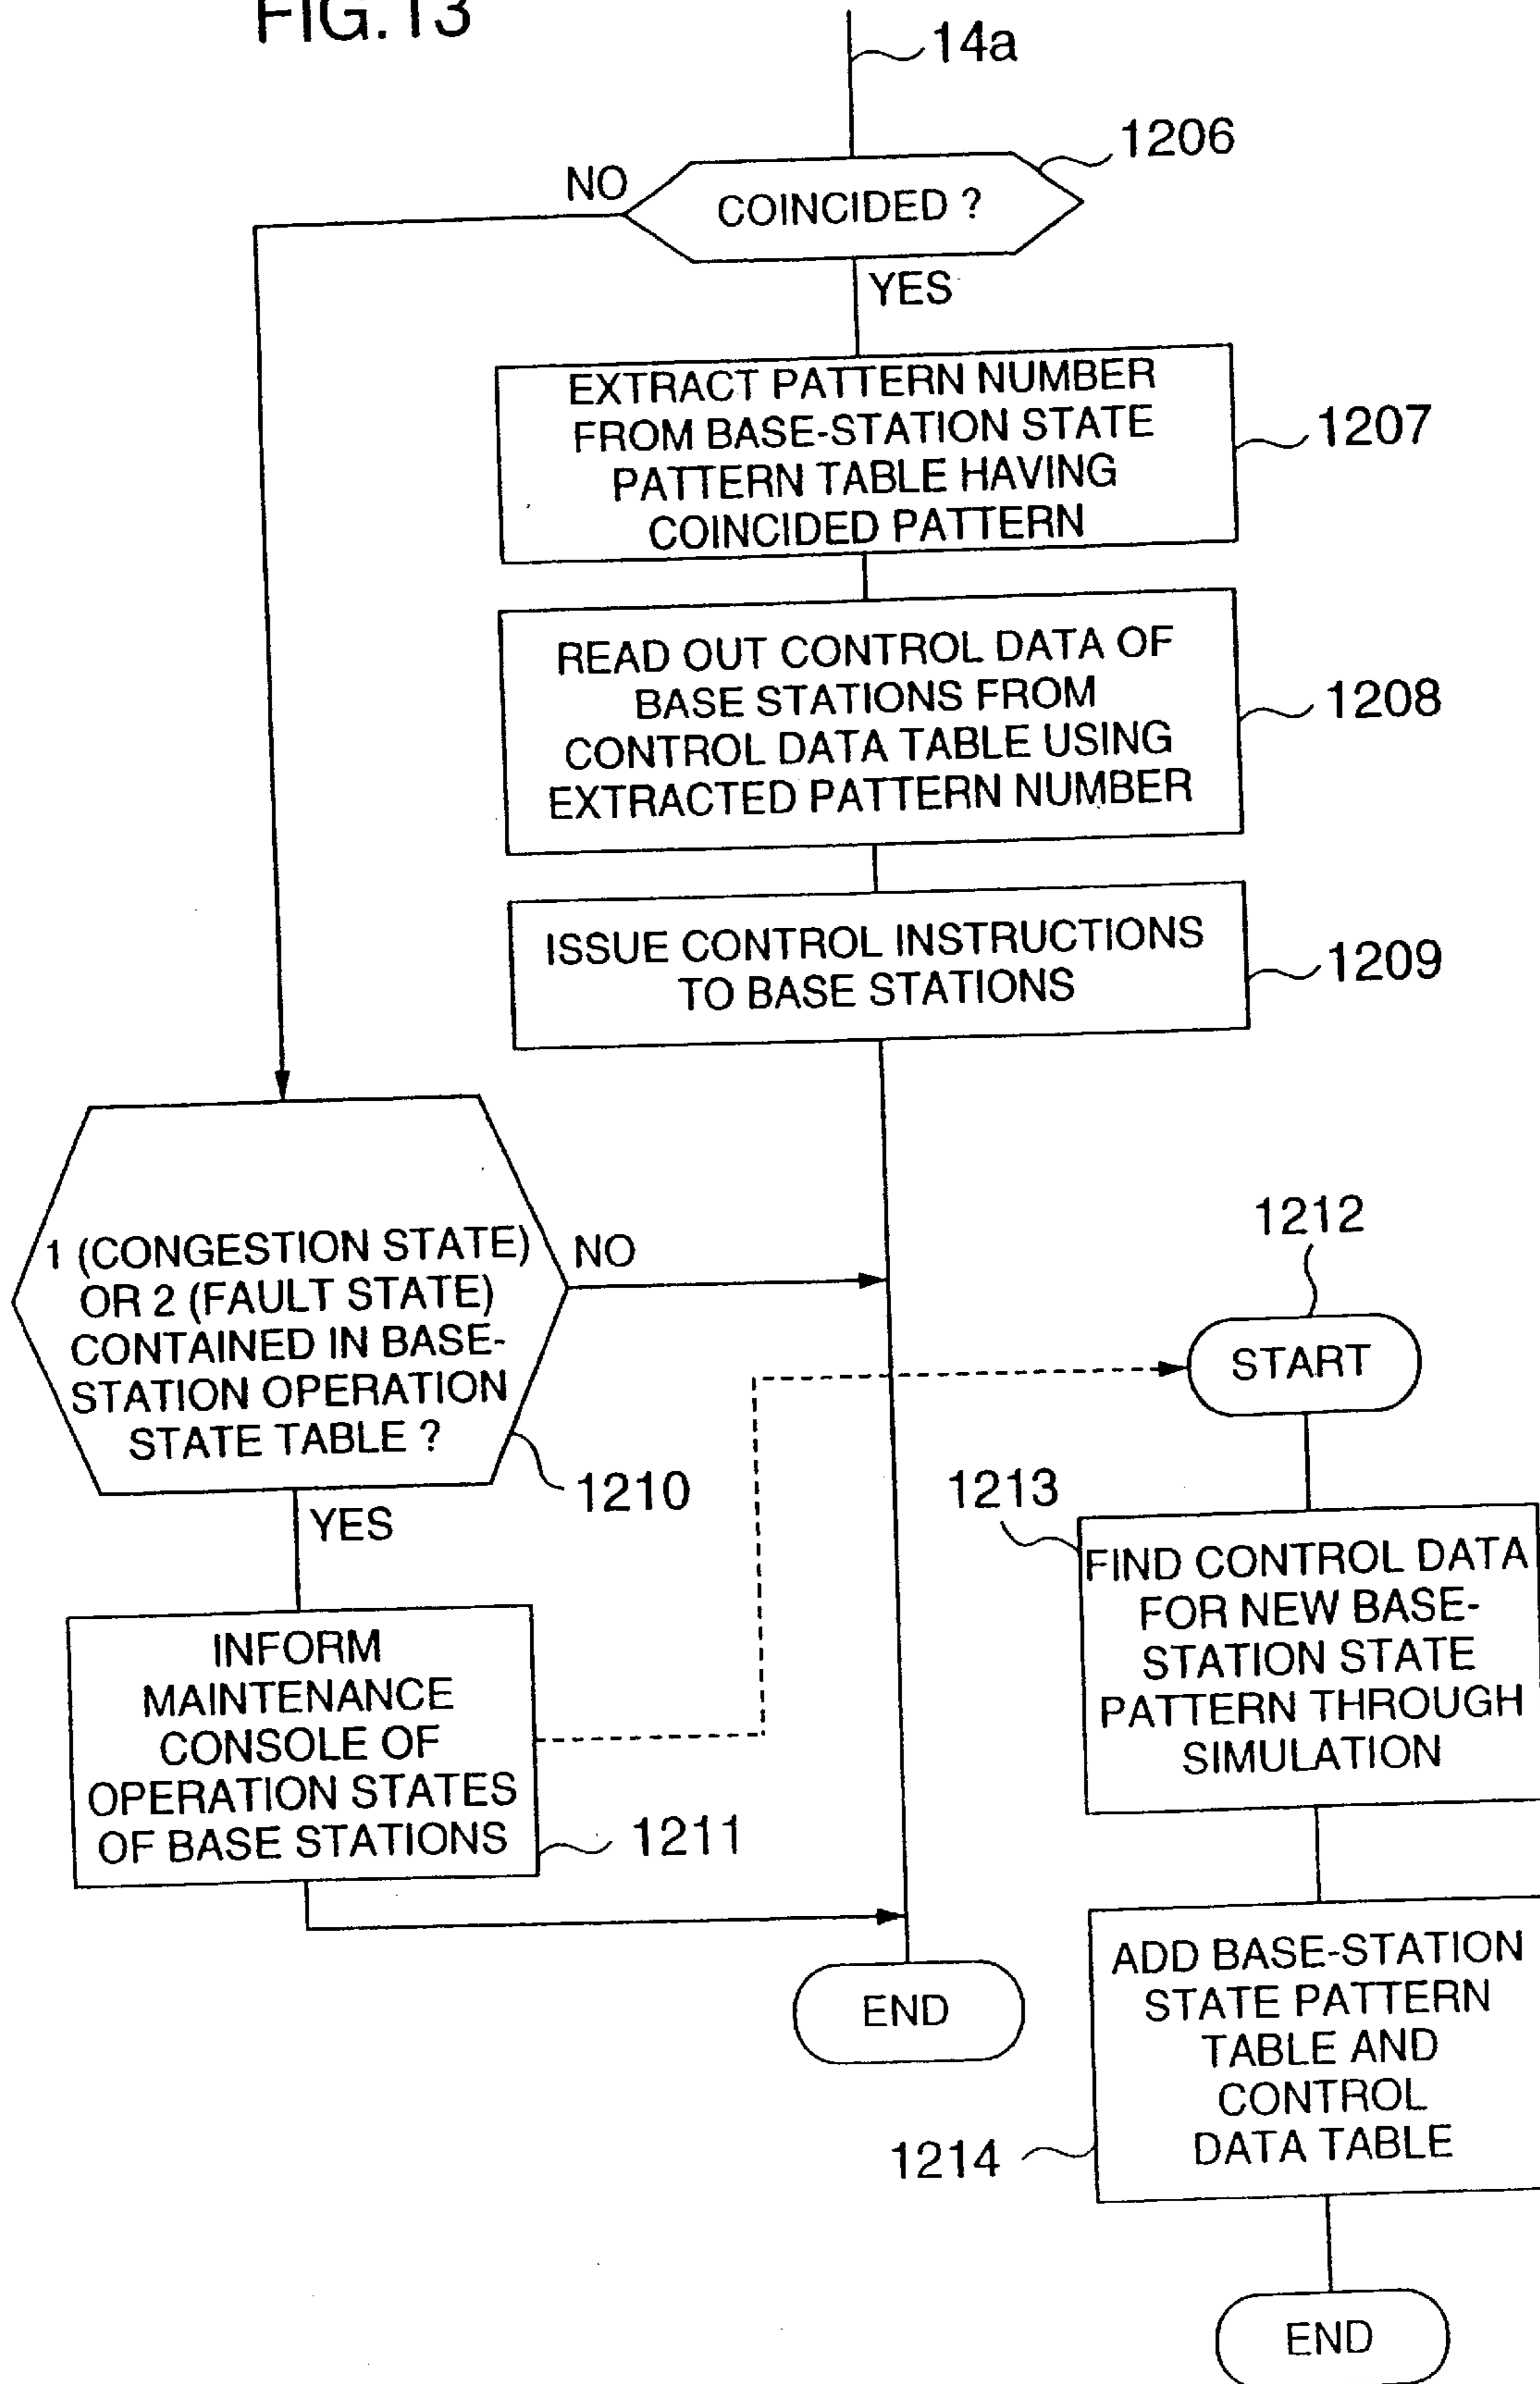 FIG.13
14a
1206
NO
COINCIDED ?
YES
EXTRACT PATTERN NUMBER
FROM BASE-STATION STATE
PATTERN TABLE HAVING
COINCIDED PATTERN
1207
READ OUT CONTROL DATA OF
BASE STATIONS FROM
CONTROL DATA TABLE USING
EXTRACTED PATTERN NUMBER
1208
ISSUE CONTROL INSTRUCTIONS
TO BASE STATIONS
1209
1 (CONGESTION STATE)
OR 2 (FAULT STATE)
CONTAINED IN BASE-
STATION OPERATION
STATE TABLE ?
NO
1210
YES
INFORM
MAINTENANCE
CONSOLE OF
OPERATION STATES
OF BASE STATIONS
1211
END
1212
START
1213
FIND CONTROL DATA
FOR NEW BASE-
STATION STATE
PATTERN THROUGH
SIMULATION
ADD BASE-STATION
STATE PATTERN
TABLE AND
CONTROL
DATA TABLE
1214
END